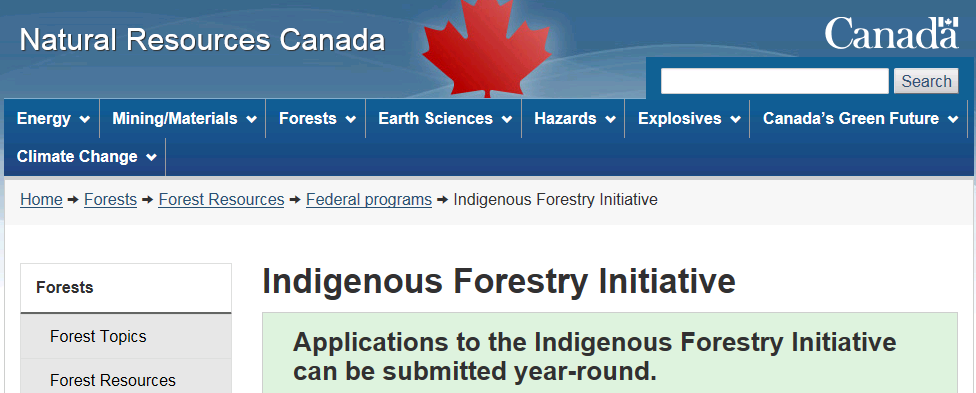 Natural Resources Canada
Canada
Search
Energy
Mining/Materials
Forests
Earth Sciences
Hazards
Explosives
Canada's Green Future
Climate Change
Home → Forests → Forest Resources → Federal programs → Indigenous Forestry Initiative
Forests
Forest Topics
Forest Resources
Indigenous Forestry Initiative
Applications to the Indigenous Forestry Initiative
can be submitted year-round.